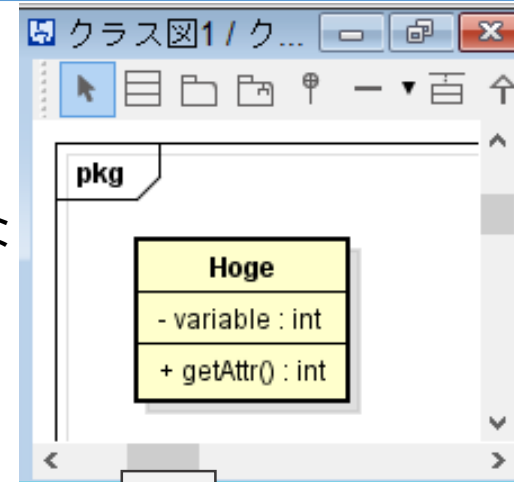 クラス図1 / ク...
pkg
Hoge
- variable : int
+ getAttr() : int